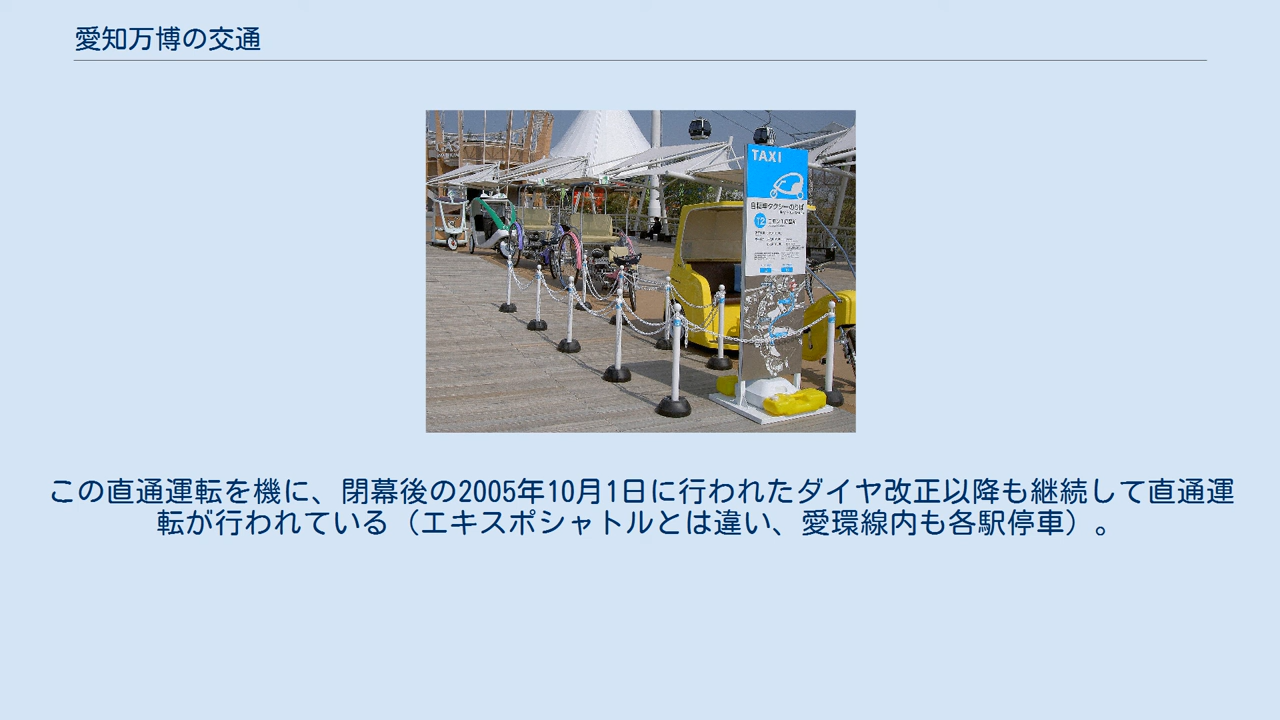 愛知万博の交通
TAXI
自転車タクシーのりば
この直通運転を機に、閉幕後の2005年10月1日に行われたダイヤ改正以降も継続して直通運
転が行われている（エキスポシャトルとは違い、愛環線内も各駅停車）。